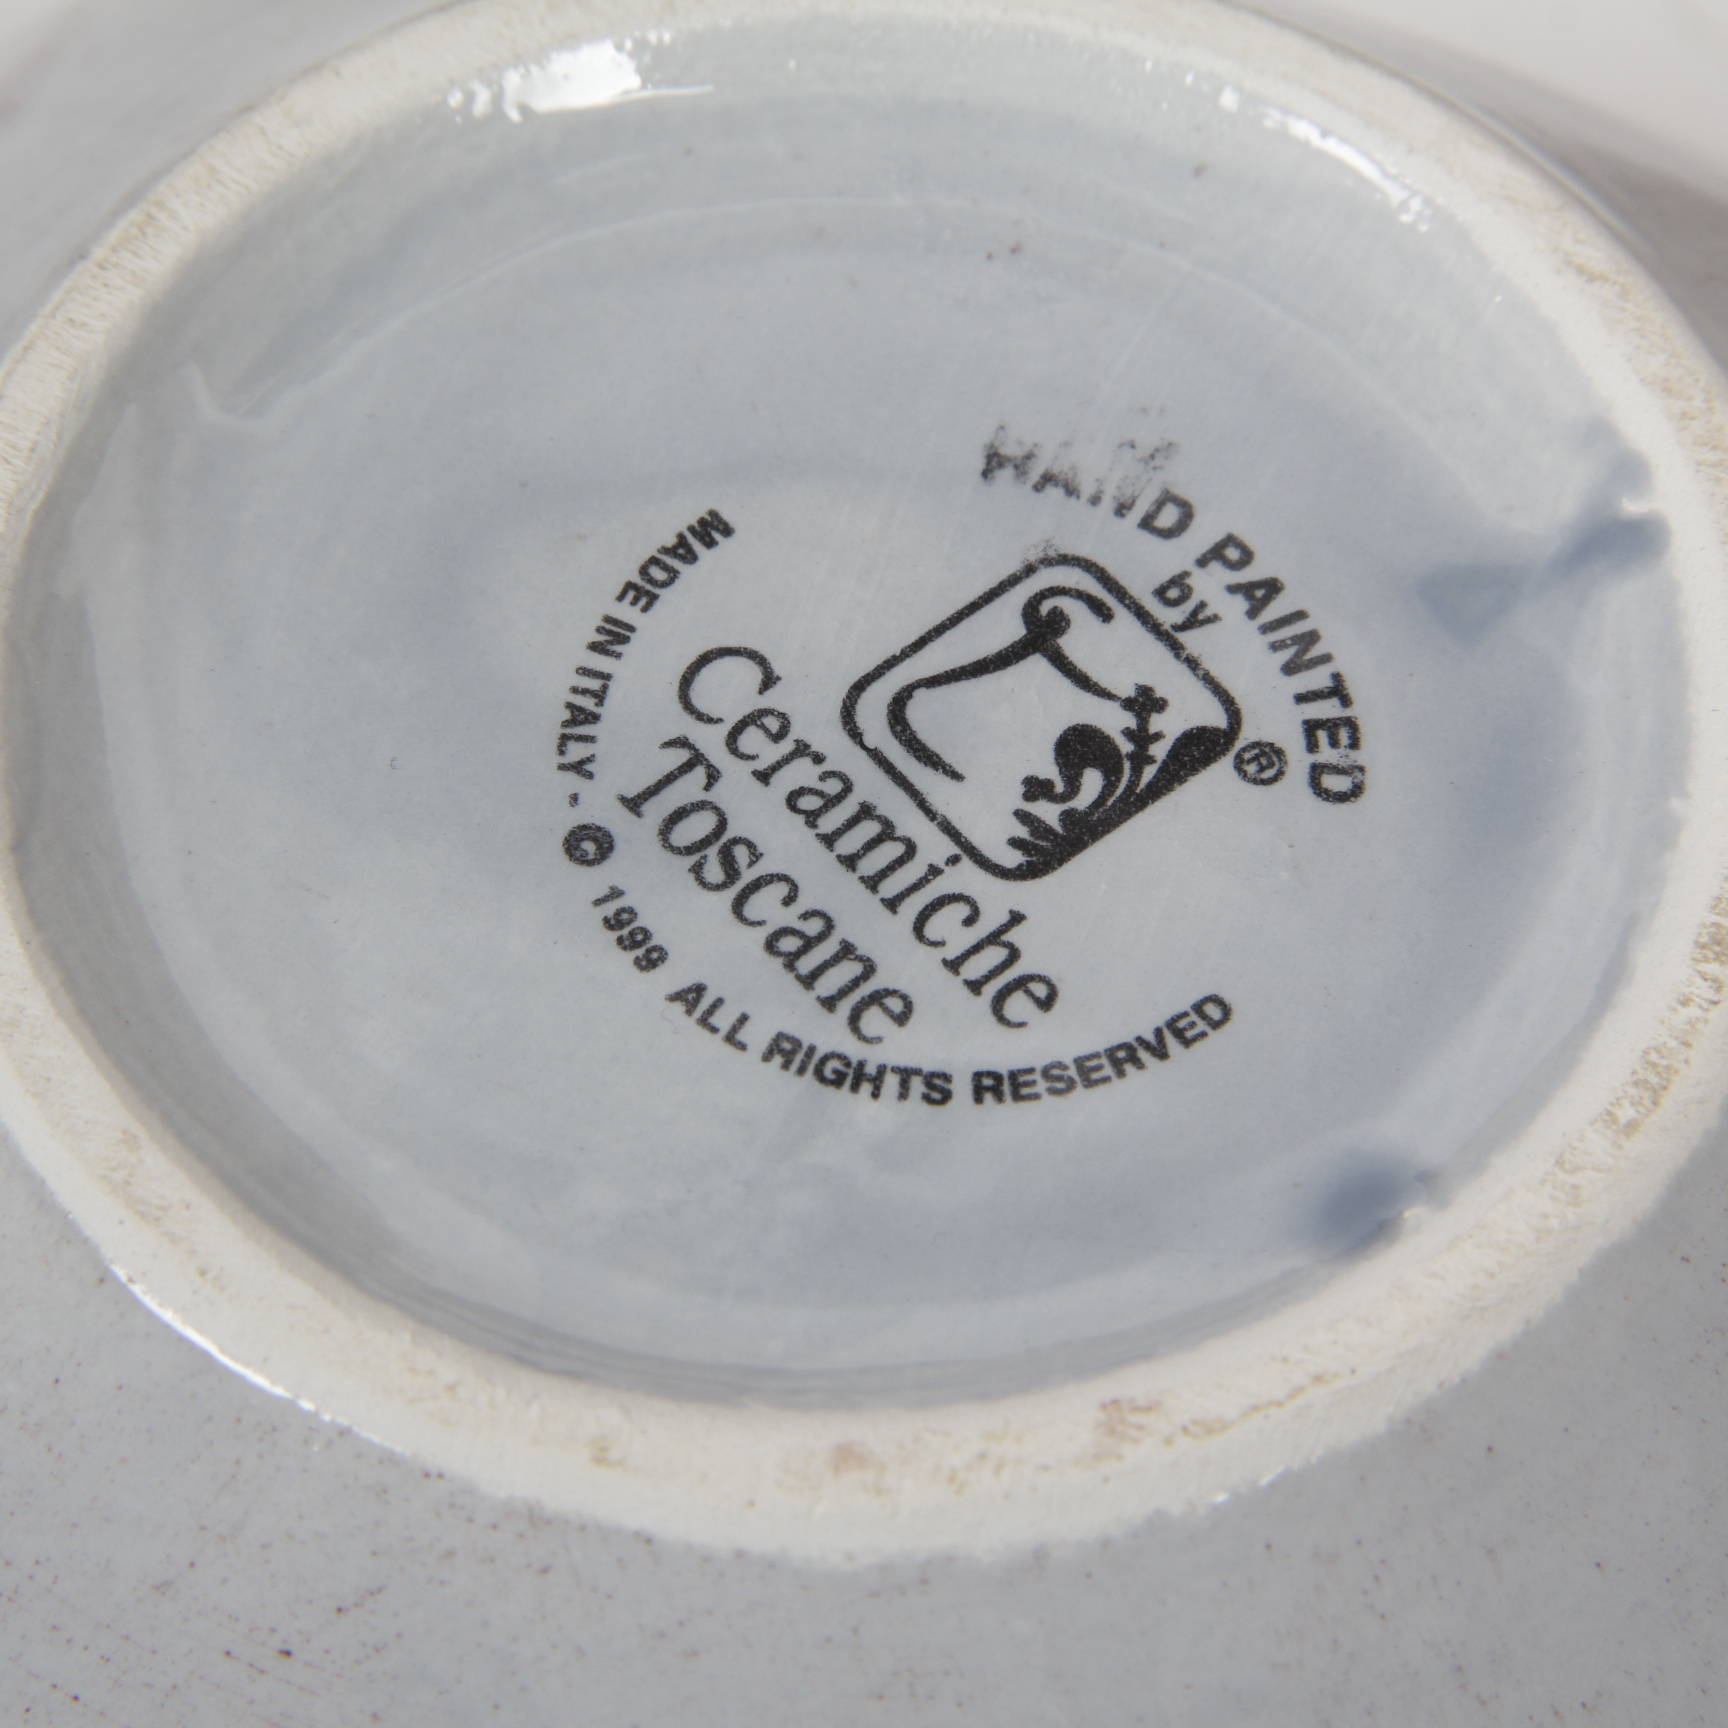 HAND PAINTED
by
®
Ceramiche
Toscane
MADE IN ITALY - © 1999 ALL RIGHTS RESERVED